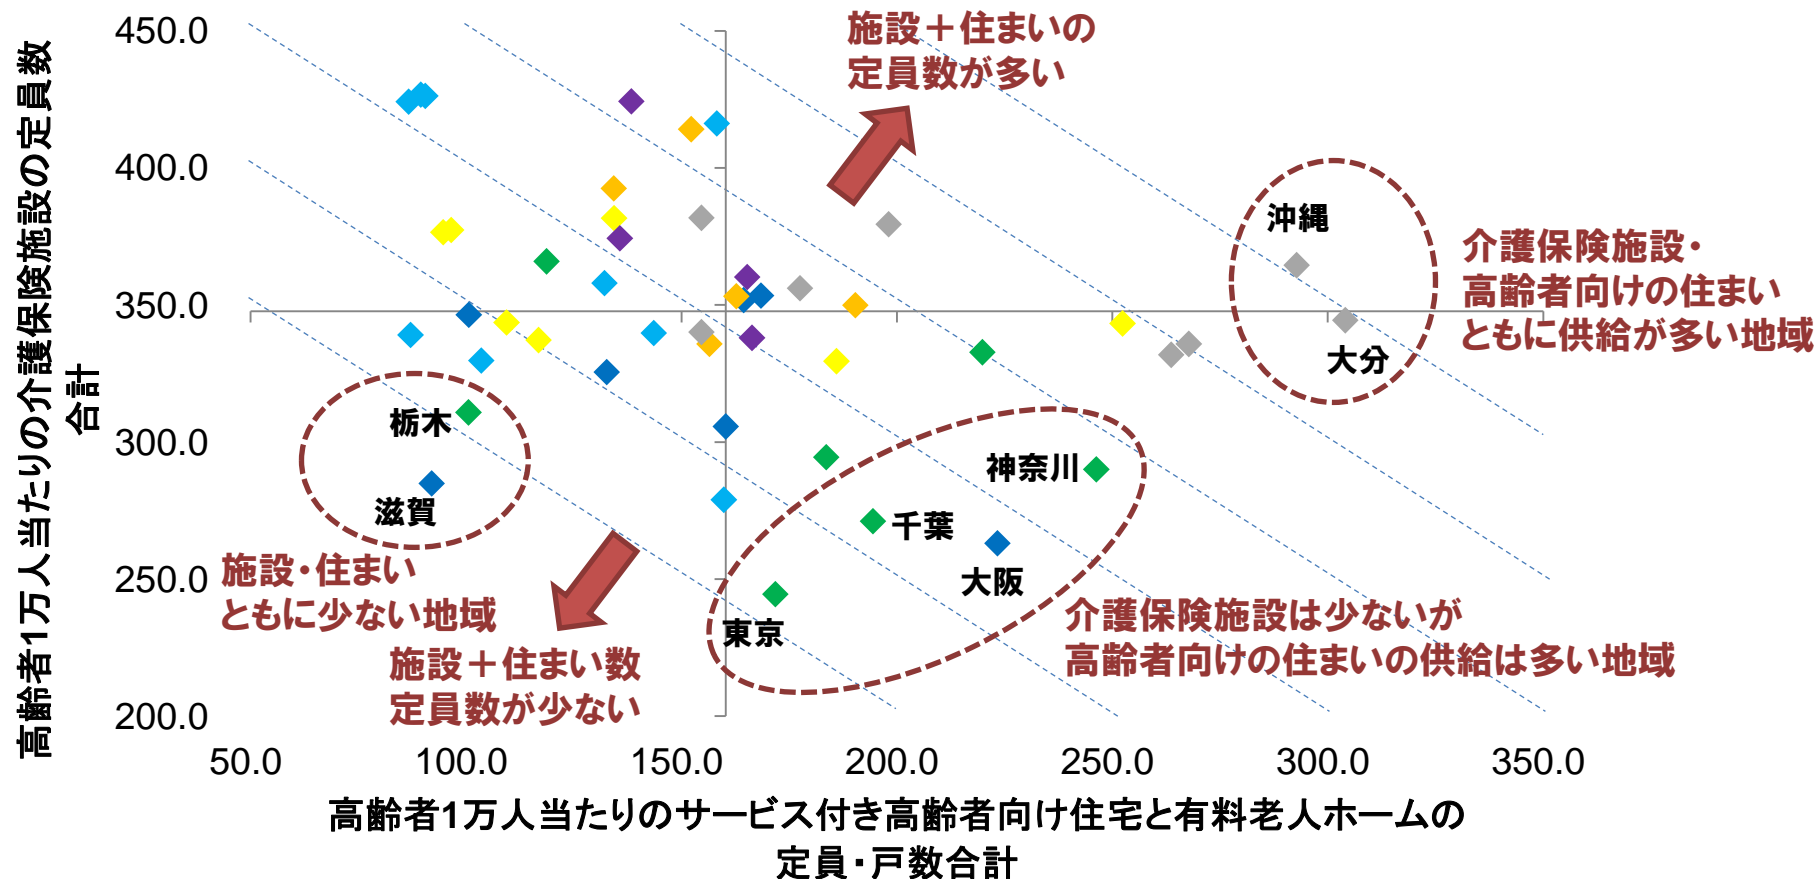 高齢者1万人当たりの介護保険施設の定員数
合計
450.0
400.0
350.0
300.0
250.0
200.0
施設＋住まいの
定員数が多い
沖縄
大分
介護保険施設・
高齢者向けの住まい
ともに供給が多い地域
栃木
滋賀
施設・住まい
ともに少ない地域
施設＋住まい数
定員数が少ない
神奈川
千葉
大阪
東京
介護保険施設は少ないが
高齢者向けの住まいの供給は多い地域
50.0
100.0
150.0
200.0
250.0
300.0
350.0
高齢者1万人当たりのサービス付き高齢者向け住宅と有料老人ホームの
定員・戸数合計